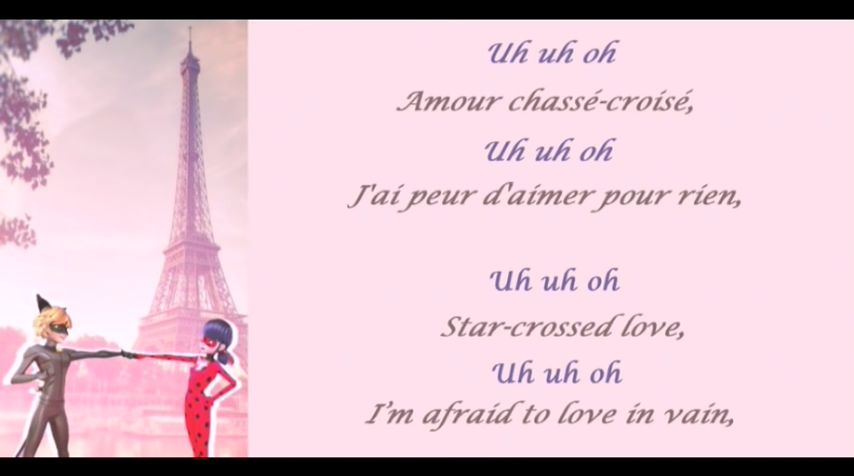 Uh uh oh
Amour chassé-croisé,
Uh uh oh
J'ai peur d'aimer pour rien,
Uh uh oh
Star-crossed love,
Uh uh oh
I’m afraid to love in vain,